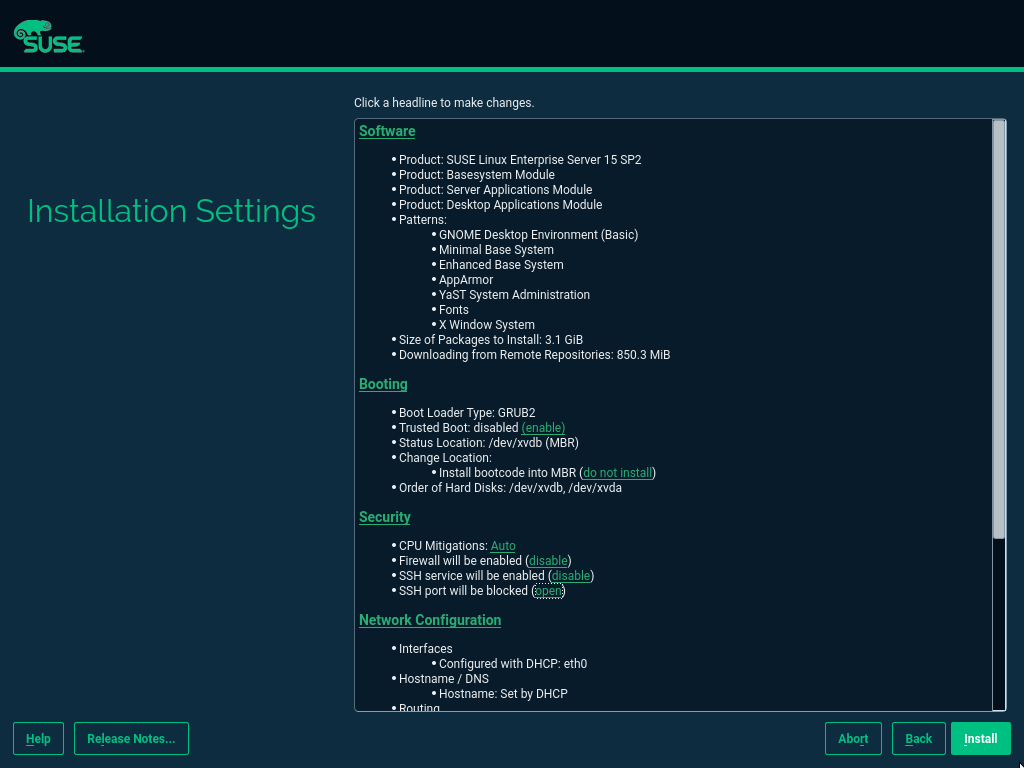 SUSE
Click a headline to make changes.
Installation Settings
Software
• Product: SUSE Linux Enterprise Server 15 SP2
• Product: Basesystem Module
• Product: Server Applications Module
• Product: Desktop Applications Module
• Patterns:
• GNOME Desktop Environment (Basic)
• Minimal Base System
• Enhanced Base System
• AppArmor
• YaST System Administration
• Fonts
• X Window System
• Size of Packages to Install: 3.1 GiB
• Downloading from Remote Repositories: 850.3 MiB
Booting
• Boot Loader Type: GRUB2
• Trusted Boot: disabled (enable)
• Status Location: /dev/xvdb (MBR)
• Change Location:
• Install bootcode into MBR (do not install)
• Order of Hard Disks: /dev/xvdb, /dev/xvda
Security
• CPU Mitigations: Auto
• Firewall will be enabled (disable)
• SSH service will be enabled (disable)
• SSH port will be blocked (open)
Network Configuration
• Interfaces
• Configured with DHCP: eth0
• Hostname / DNS
• Hostname: Set by DHCP
• Routing
Help
Release Notes...
Abort
Back
Install